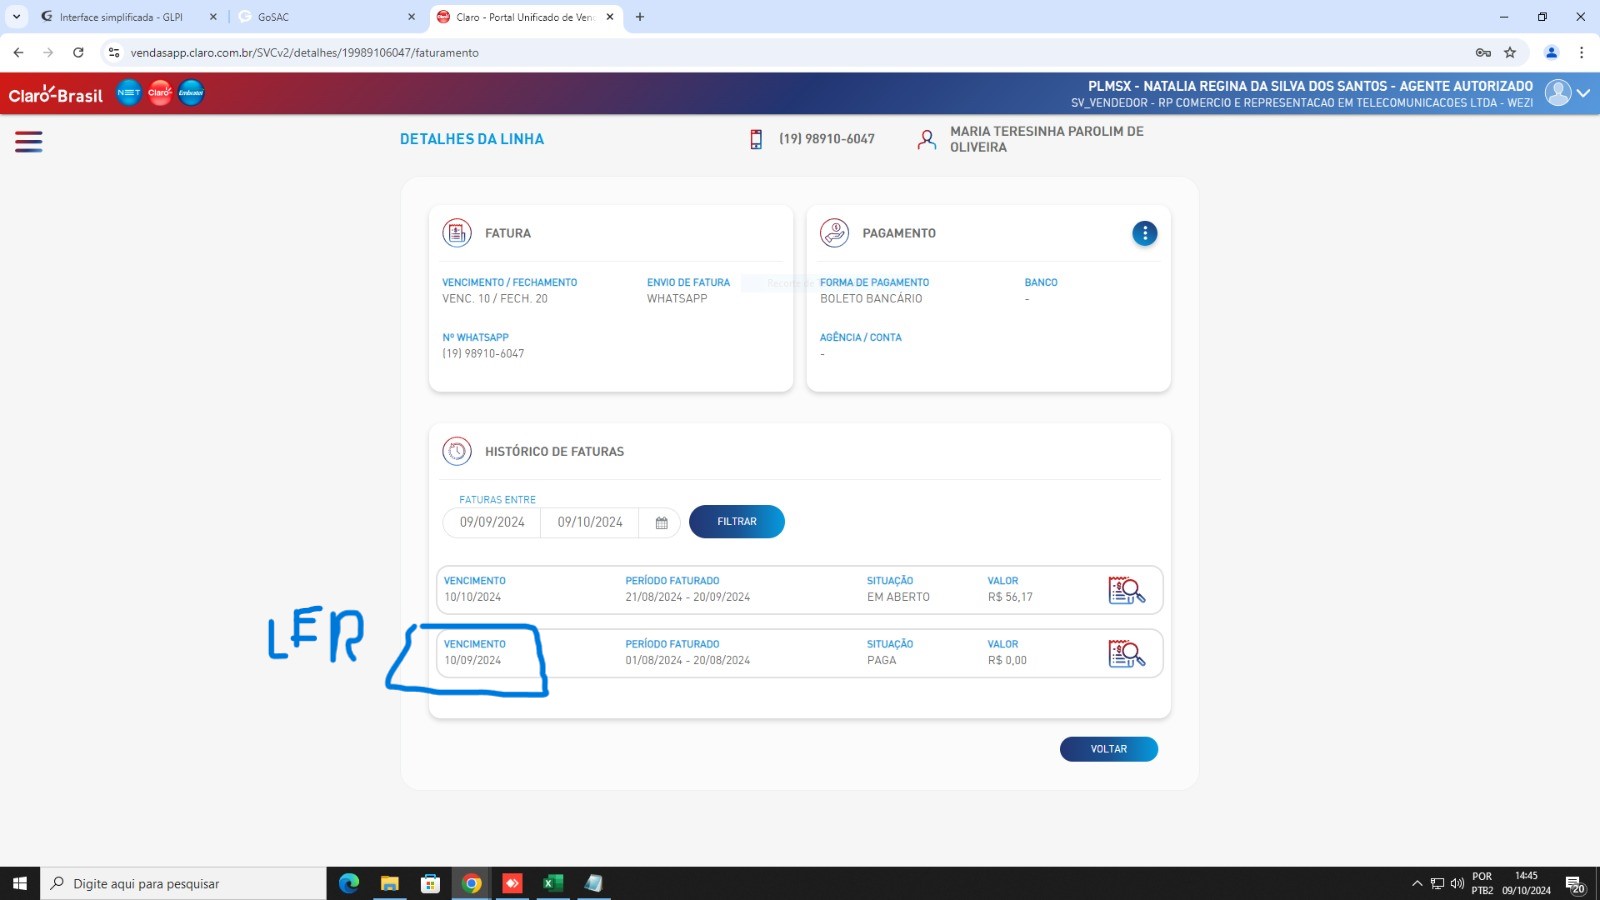 Interface simplificada - GLPI
GoSAC
Claro - Portal Unificado de Ven
vendasapp.claro.com.br/SVCv2/detalhes/19989106047/faturamento
Claro-Brasil NET Claro Embratel
PLMSX - NATALIA REGINA DA SILVA DOS SANTOS - AGENTE AUTORIZADO
SV_VENDEDOR - RP COMERCIO E REPRESENTACAO EM TELECOMUNICACOES LTDA - WEZI
DETALHES DA LINHA
(19) 98910-6047
MARIA TERESINHA PAROLIM DE
OLIVEIRA
FATURA
VENCIMENTO / FECHAMENTO
VENC. 10 / FECH. 20
ENVIO DE FATURA
WHATSAPP
Nº WHATSAPP
(19) 98910-6047
PAGAMENTO
FORMA DE PAGAMENTO
BOLETO BANCÁRIO
BANCO
-
AGÊNCIA / CONTA
-
HISTÓRICO DE FATURAS
FATURAS ENTRE
09/09/2024 09/10/2024 FILTRAR
VENCIMENTO PERÍODO FATURADO SITUAÇÃO VALOR
10/10/2024 21/08/2024 - 20/09/2024 EM ABERTO R$ 56,17
LER
VENCIMENTO PERÍODO FATURADO SITUAÇÃO VALOR
10/09/2024 01/08/2024 - 20/08/2024 PAGA R$ 0,00
VOLTAR
Digite aqui para pesquisar
POR
PTB2
14:45
09/10/2024
20